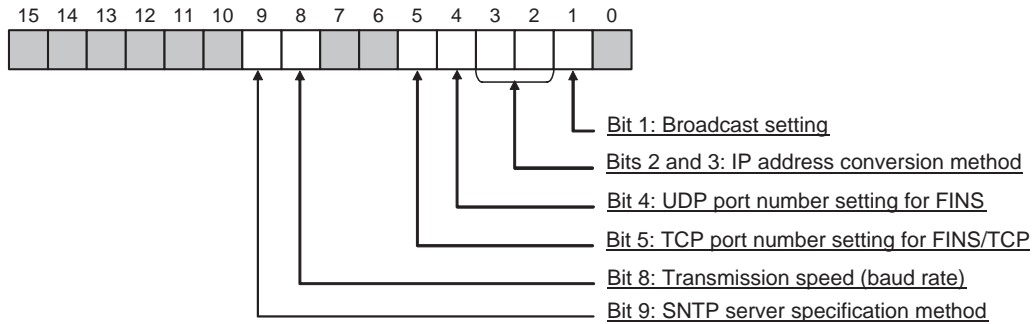 15 14 13 12 11 10 9 8 7 6 5 4 3 2 1 0
Bit 1: Broadcast setting
Bits 2 and 3: IP address conversion method
Bit 4: UDP port number setting for FINS
Bit 5: TCP port number setting for FINS/TCP
Bit 8: Transmission speed (baud rate)
Bit 9: SNTP server specification method